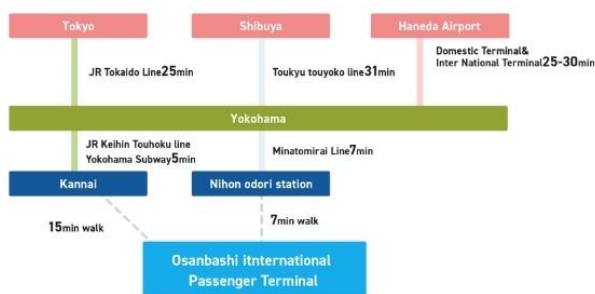 Tokyo
Shibuya
Haneda Airport
JR Tokaido Line25min
Toukyu touyoko line31min
Domestic Terminal&
Inter National Terminal25-30min
Yokohama
JR Keihin Touhoku line
Yokohama Subway5min
Minatomirai Line7min
Kannai
Nihon odori station
15min walk
7min walk
Osanbashi itnternational
Passenger Terminal